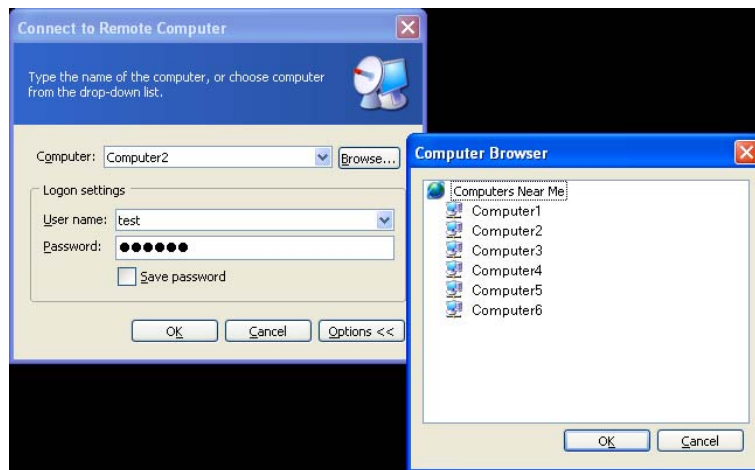 Connect to Remote Computer
Type the name of the computer, or choose computer
from the drop-down list.
Computer: Computer2 Browse...
Logon settings
User name: test
Password: ●●●●●●
Save password
OK Cancel Options <<
Computer Browser
Computers Near Me
Computer1
Computer2
Computer3
Computer4
Computer5
Computer6
OK Cancel